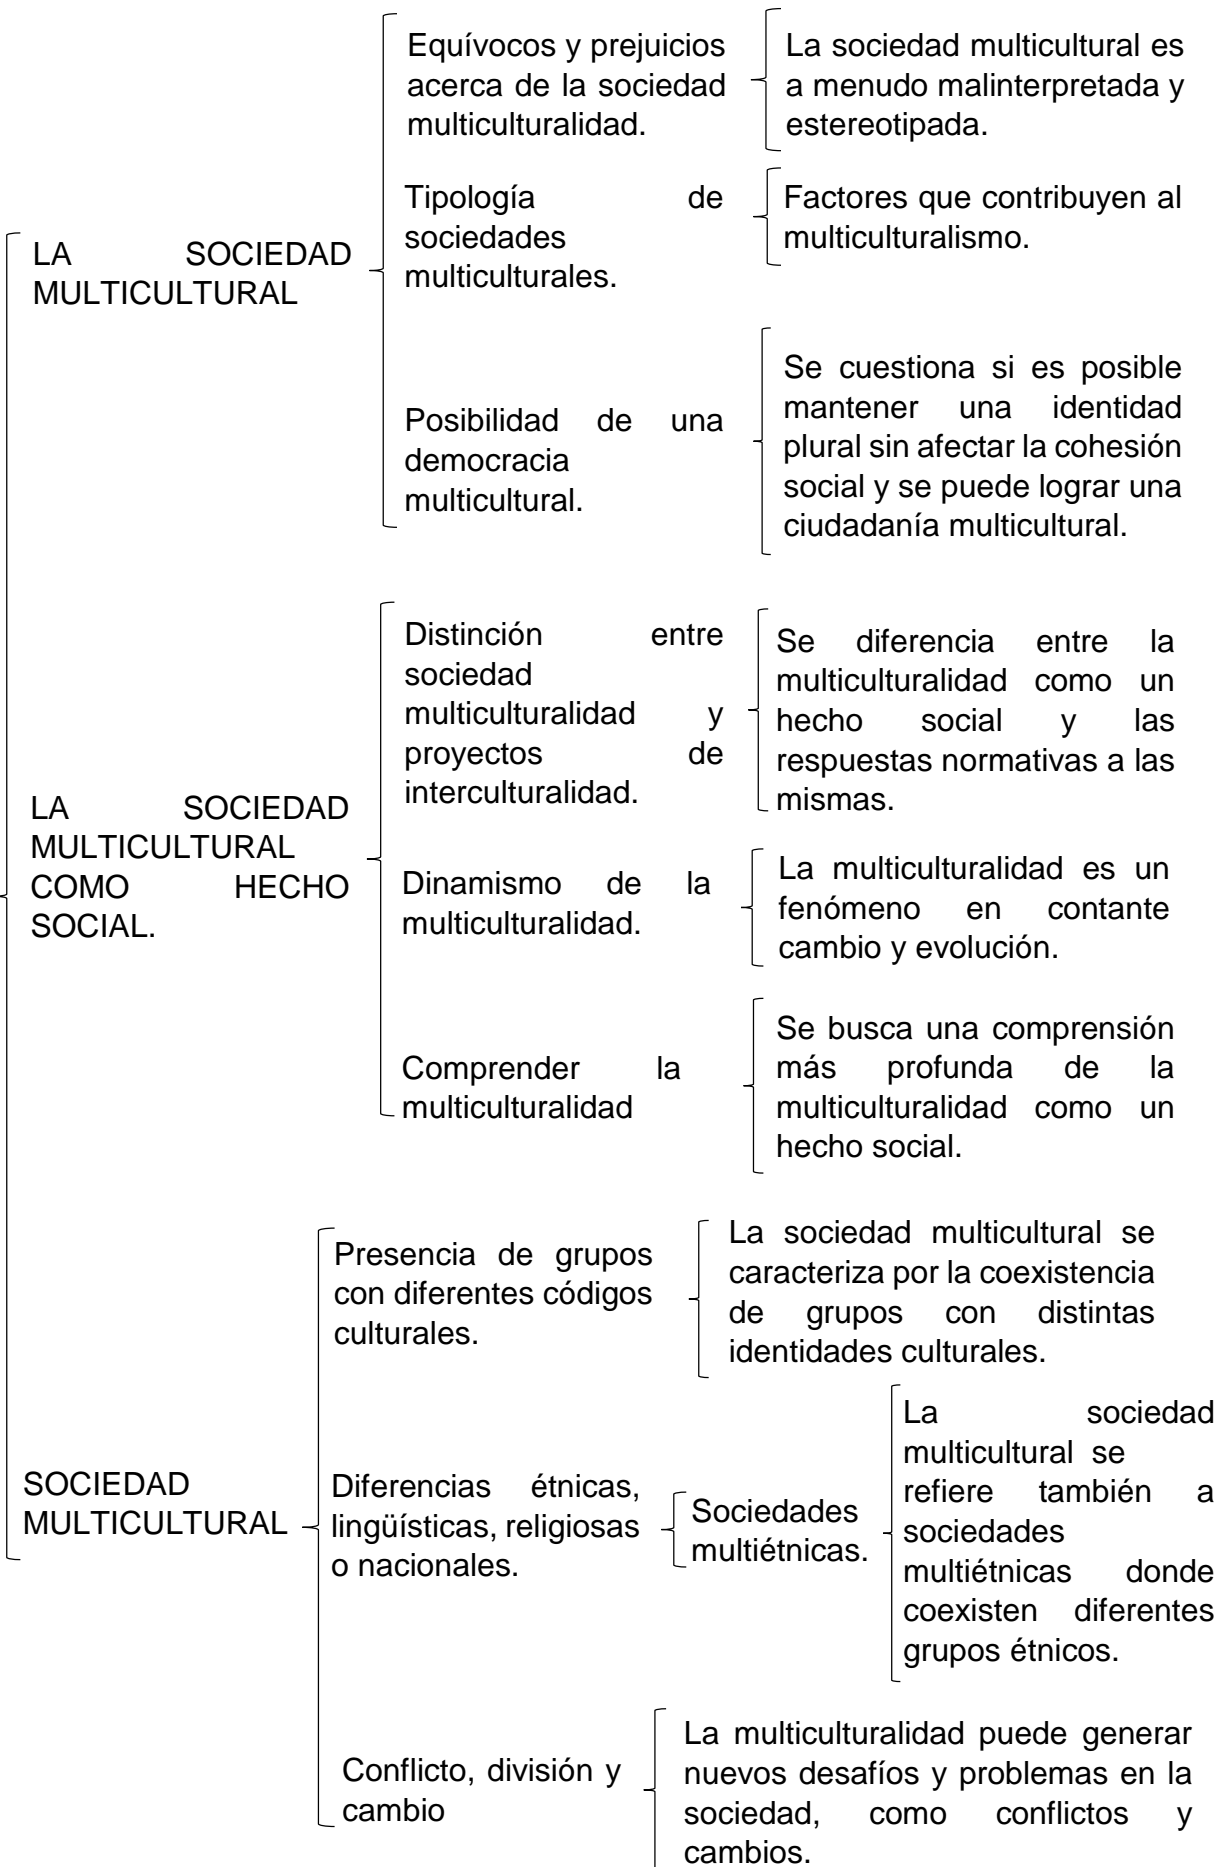 LA SOCIEDAD
MULTICULTURAL
Equívocos y prejuicios
acerca de la sociedad
multiculturalidad.
La sociedad multicultural es
a menudo malinterpretada y
estereotipada.
Tipología de
sociedades
multiculturales.
Factores que contribuyen al
multiculturalismo.
Posibilidad de una
democracia
multicultural.
Se cuestiona si es posible
mantener una identidad
plural sin afectar la cohesión
social y se puede lograr una
ciudadanía multicultural.
LA SOCIEDAD
MULTICULTURAL
COMO HECHO
SOCIAL.
Distinción entre
sociedad
multiculturalidad y
proyectos de
interculturalidad.
Se diferencia entre la
multiculturalidad como un
hecho social y las
respuestas normativas a las
mismas.
Dinamismo de la
multiculturalidad.
La multiculturalidad es un
fenómeno en contante
cambio y evolución.
Comprender la
multiculturalidad
Se busca una comprensión
más profunda de la
multiculturalidad como un
hecho social.
SOCIEDAD
MULTICULTURAL
Presencia de grupos
con diferentes códigos
culturales.
La sociedad multicultural se
caracteriza por la coexistencia
de grupos con distintas
identidades culturales.
Diferencias étnicas,
lingüísticas, religiosas
o nacionales.
Sociedades
multiétnicas.
La sociedad
multicultural se
refiere también a
sociedades
multiétnicas donde
coexisten diferentes
grupos étnicos.
Conflicto, división y
cambio
La multiculturalidad puede generar
nuevos desafíos y problemas en la
sociedad, como conflictos y
cambios.